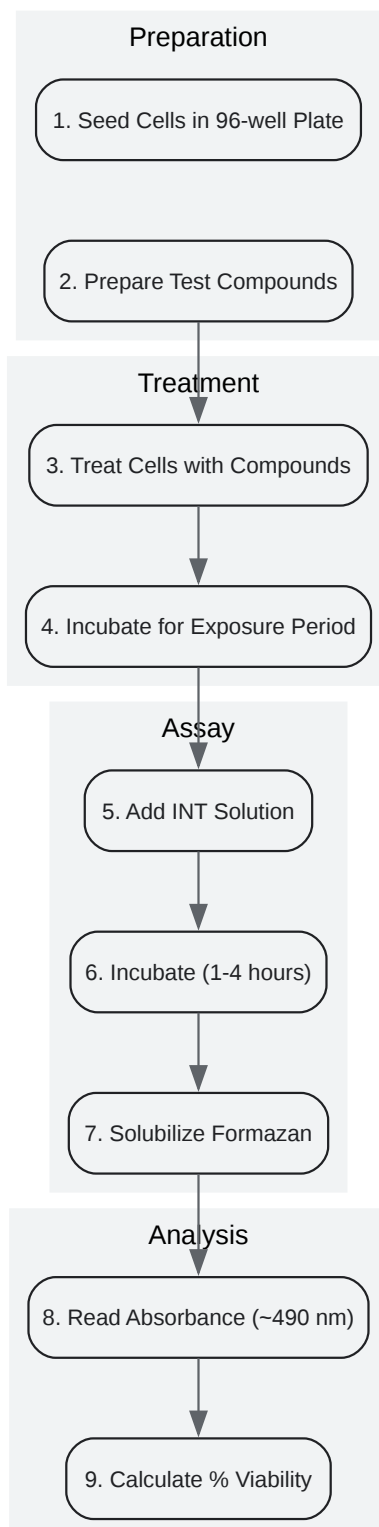 Preparation
1. Seed Cells in 96-well Plate
2. Prepare Test Compounds
Treatment
3. Treat Cells with Compounds
4. Incubate for Exposure Period
Assay
5. Add INT Solution
6. Incubate (1-4 hours)
7. Solubilize Formazan
Analysis
8. Read Absorbance (~490 nm)
9. Calculate % Viability